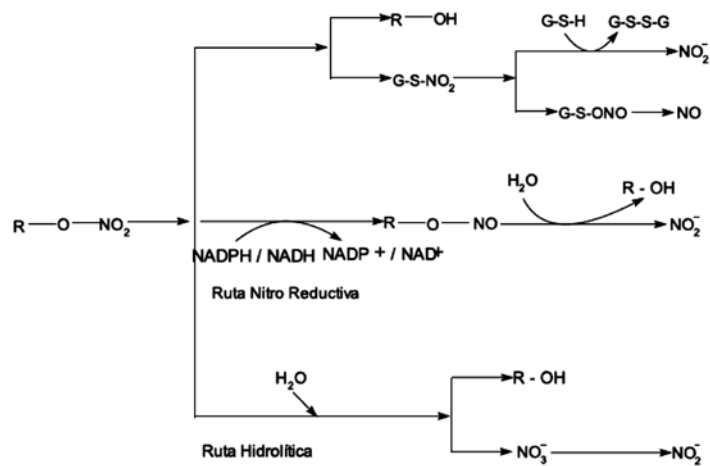 R—OH
G-S-H G-S-S-G
G-S-NO₂ NO₂⁻
G-S-ONO NO
R—O—NO₂
H₂O R - OH
R—O—NO NO₂⁻
NADPH / NADH NADP + / NAD+
Ruta Nitro Reductiva
H₂O R - OH
Ruta Hidrolítica NO₃⁻ NO₂⁻